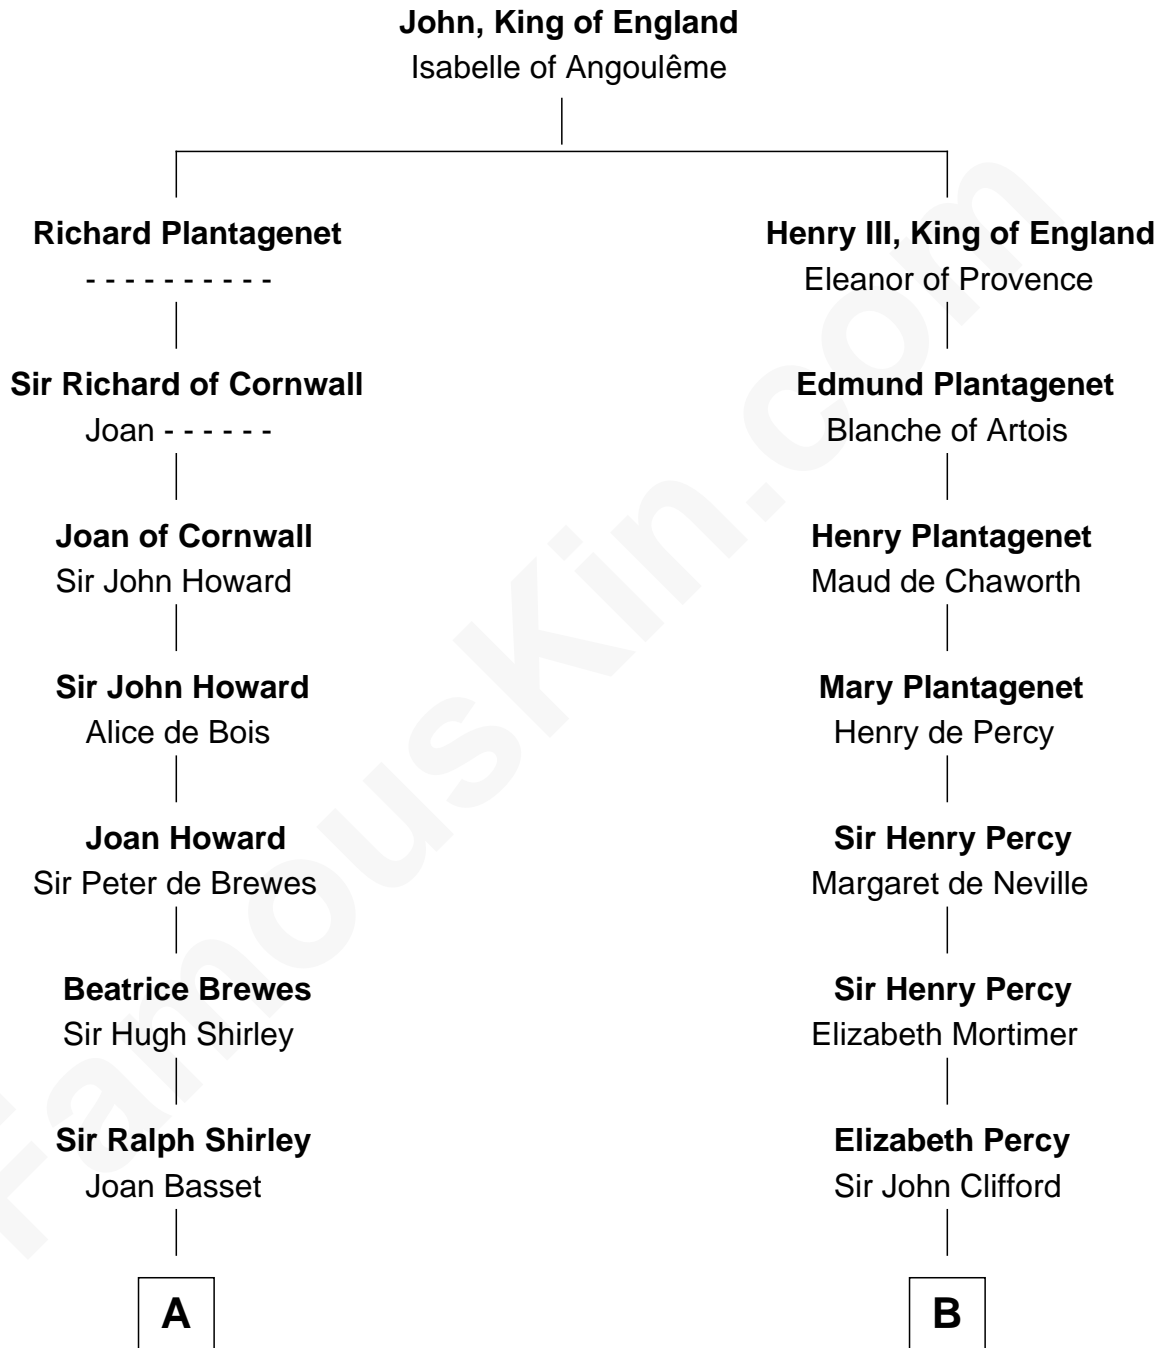 John, King of England
Isabelle of Angoulême
Richard Plantagenet
- - - - - - - - - -
Sir Richard of Cornwall
Joan - - - - - -
Joan of Cornwall
Sir John Howard
Sir John Howard
Alice de Bois
Joan Howard
Sir Peter de Brewes
Beatrice Brewes
Sir Hugh Shirley
Sir Ralph Shirley
Joan Basset
A
Henry III, King of England
Eleanor of Provence
Edmund Plantagenet
Blanche of Artois
Henry Plantagenet
Maud de Chaworth
Mary Plantagenet
Henry de Percy
Sir Henry Percy
Margaret de Neville
Sir Henry Percy
Elizabeth Mortimer
Elizabeth Percy
Sir John Clifford
B
FamousKin.com